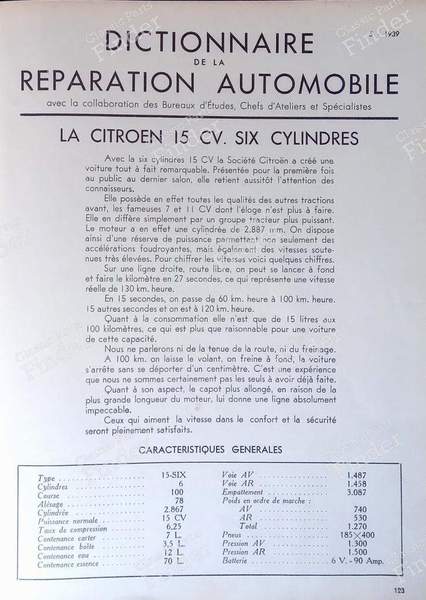 1939
DICTIONNAIRE
DE LA
REPARATION AUTOMOBILE
avec la collaboration des Bureaux d'Études, Chefs d'Ateliers et Spécialistes
LA CITROEN 15 CV. SIX CYLINDRES
Avec la six cylindres 15 CV la Société Citroën a créé une
voiture tout à fait remarquable. Présentée pour la première fois
au public au dernier salon, elle retient aussitôt l'attention des
connaisseurs.
Elle possède en effet toutes les qualités des autres tractions
avant, les fameuses 7 et 11 CV dont l'éloge n'est plus à faire.
Elle en diffère simplement par un groupe tracteur plus puissant.
Le moteur a en effet une cylindrée de 2.887 mm. On dispose
ainsi d'une réserve de puissance permettant non seulement des
accélérations foudroyantes, mais également des vitesses soute-
nues très élevées. Pour chiffrer les vitesses voici quelques chiffres.
Sur une ligne droite, route libre, on peut se lancer à fond
et faire le kilomètre en 27 secondes, ce qui représente une vitesse
réelle de 130 km. heure.
En 15 secondes, on passe de 60 km. heure à 100 km. heure.
15 autres secondes et on est à 120 km. heure.
Quant à la consommation elle n'est que de 15 litres aux
100 kilomètres, ce qui est plus que raisonnable pour une voiture
de cette capacité.
Nous ne parlerons ni de la tenue de la route, ni du freinage.
A 100 km. on laisse le volant, on freine à fond, la voiture
s'arrête sans se déporter d'un centimètre. C'est une expérience
que nous ne sommes certainement pas les seuls à avoir déjà faite.
Quant à son aspect, le capot plus allongé, en raison de la
plus grande longueur du moteur, lui donne une ligne absolument
impeccable.
Ceux qui aiment la vitesse dans le confort et la sécurité
seront pleinement satisfaits.
CARACTERISTIQUES GENERALES
Type 15-SIX
Cylindres 6
Course 100
Alésage 78
Cylindrée 2.867
Puissance normale 15 CV
Taux de compression 6,25
Contenance carter 7 L.
Contenance boîte 3,5 L.
Contenance eau 12 L.
Contenance essence 70 L.
Voie AV 1.487
Voie AR 1.458
Empattement 3.087
Poids en ordre de marche :
AV 740
AR 530
Total 1.270
Pneus 185×400
Pression AV 1.300
Pression AR 1.500
Batterie 6 V. - 90 Amp.
123
Classic Parts
Finder